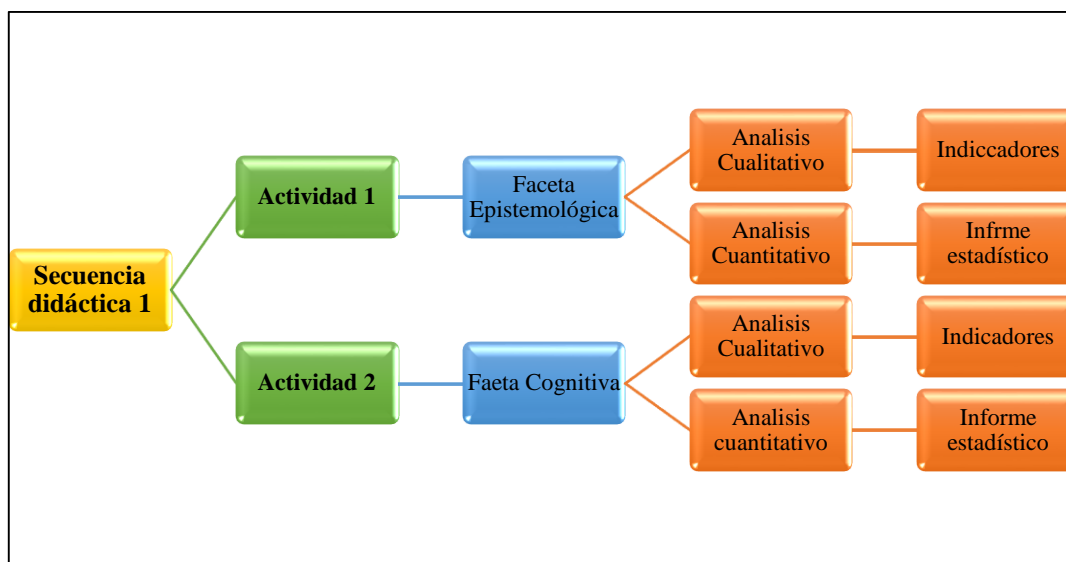 Secuencia
didáctica 1
Actividad 1
Faceta
Epistemológica
Analisis
Cualitativo
Indiccadores
Analisis
Cuantitativo
Infrme
estadístico
Actividad 2
Faeta Cognitiva
Analisis
Cualitativo
Indicadores
Analisis
cuantitativo
Informe
estadístico